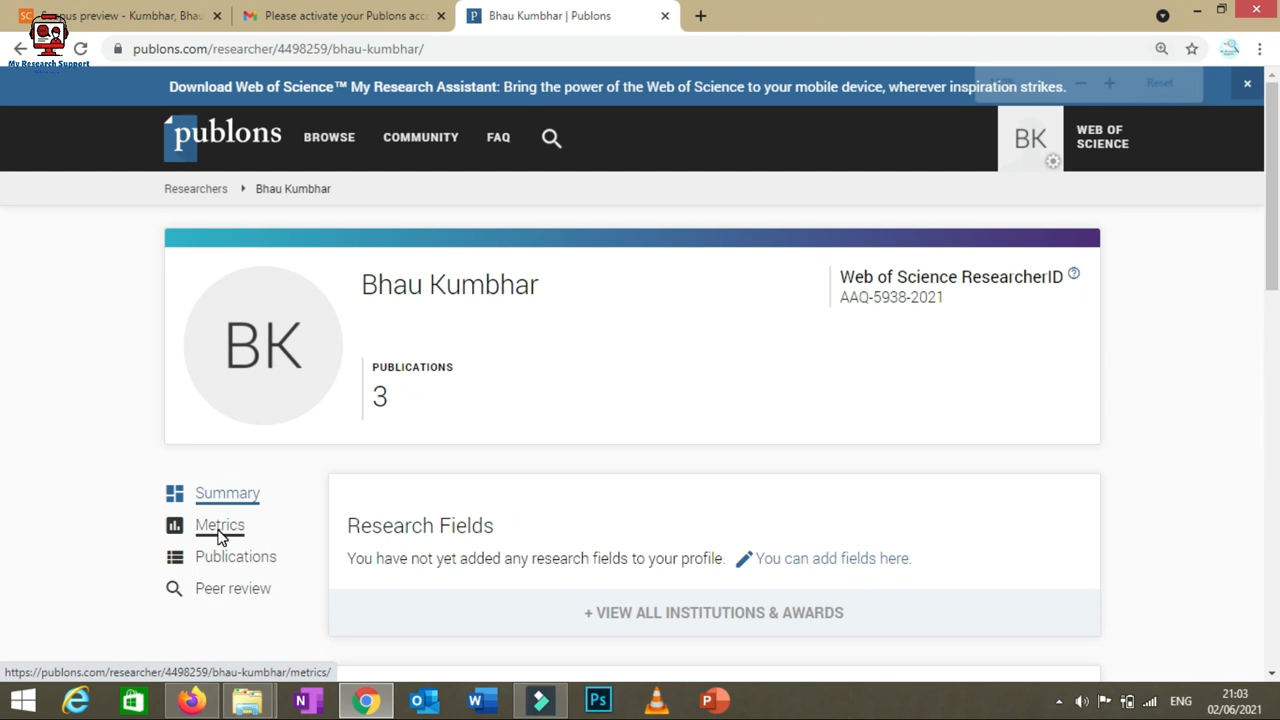 Scopus preview - Kumbhar, Bhau
Please activate your Publons acco
Bhau Kumbhar | Publons
publons.com/researcher/4498259/bhau-kumbhar/
My Research Support
Download Web of Science™ My Research Assistant: Bring the power of the Web of Science to your mobile device, wherever inspiration strikes.
Reset
publons
BROWSE
COMMUNITY
FAQ
BK
WEB OF
SCIENCE
Researchers
Bhau Kumbhar
BK
Bhau Kumbhar
Web of Science ResearcherID
AAQ-5938-2021
PUBLICATIONS
3
Summary
Metrics
Publications
Peer review
Research Fields
You have not yet added any research fields to your profile. You can add fields here.
+ VIEW ALL INSTITUTIONS & AWARDS
https://publons.com/researcher/4498259/bhau-kumbhar/metrics/
ENG
21:03
02/06/2021